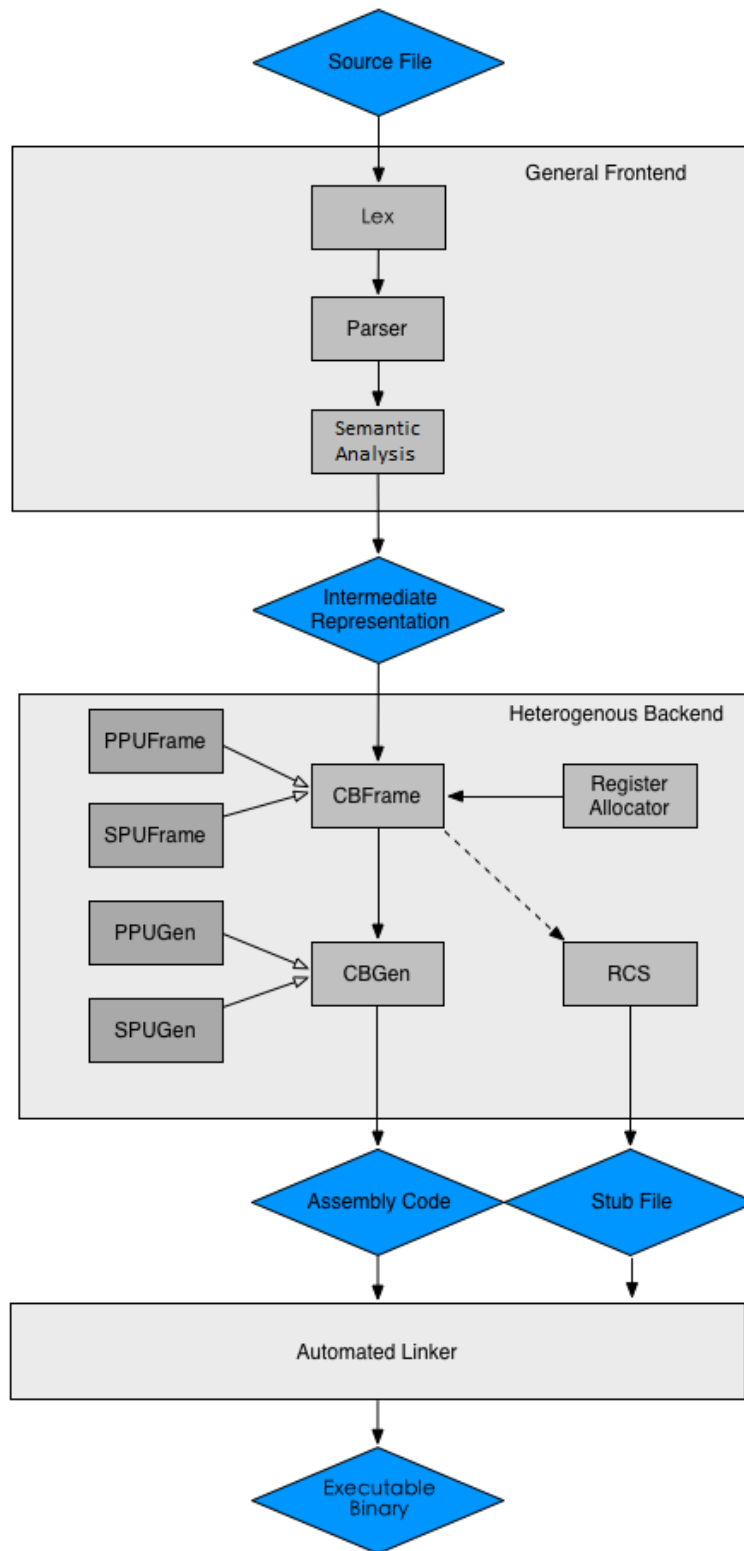 Source File
General Frontend
Lex
Parser
Semantic
Analysis
Intermediate
Representation
Heterogenous Backend
PPUFrame
CBFrame
Register
Allocator
SPUFrame
PPUGen
CBGen
RCS
SPUGen
Assembly Code
Stub File
Automated Linker
Executable
Binary